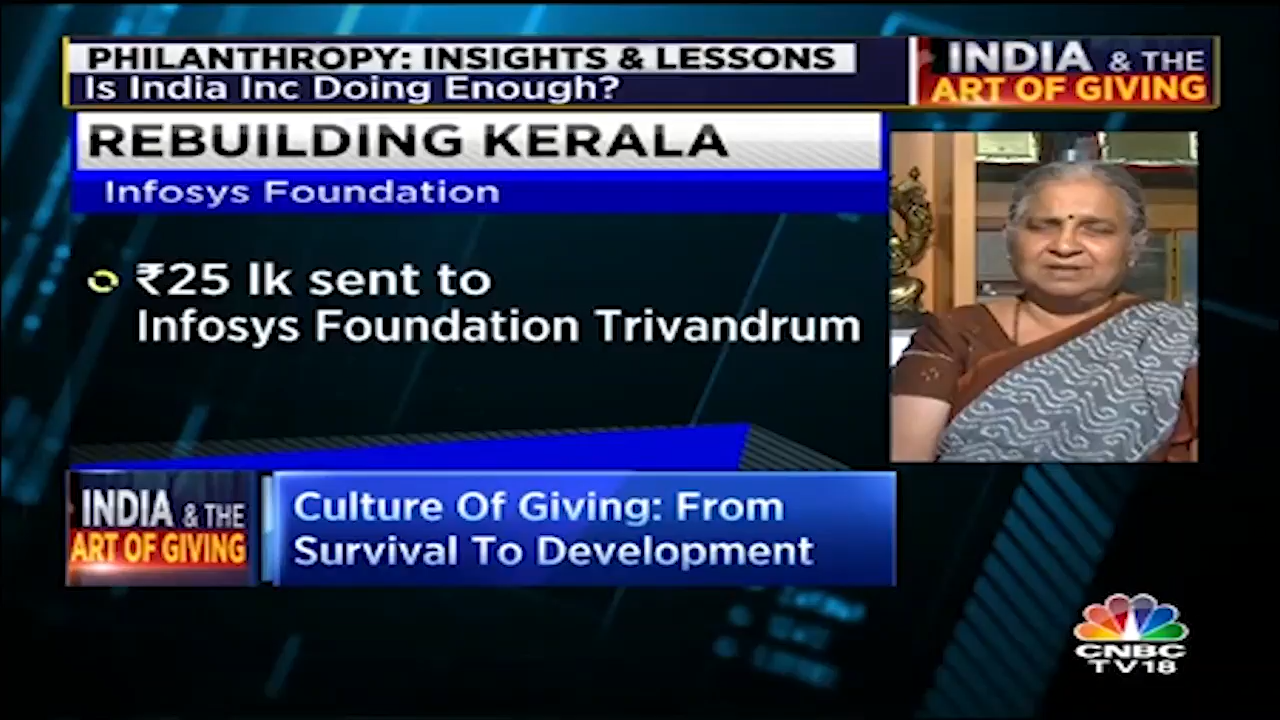 PHILANTHROPY: INSIGHTS & LESSONS
Is India Inc Doing Enough?
INDIA & THE
ART OF GIVING
REBUILDING KERALA
Infosys Foundation
₹25 lk sent to
Infosys Foundation Trivandrum
INDIA & THE
ART OF GIVING
Culture Of Giving: From
Survival To Development
CNBC
TV18